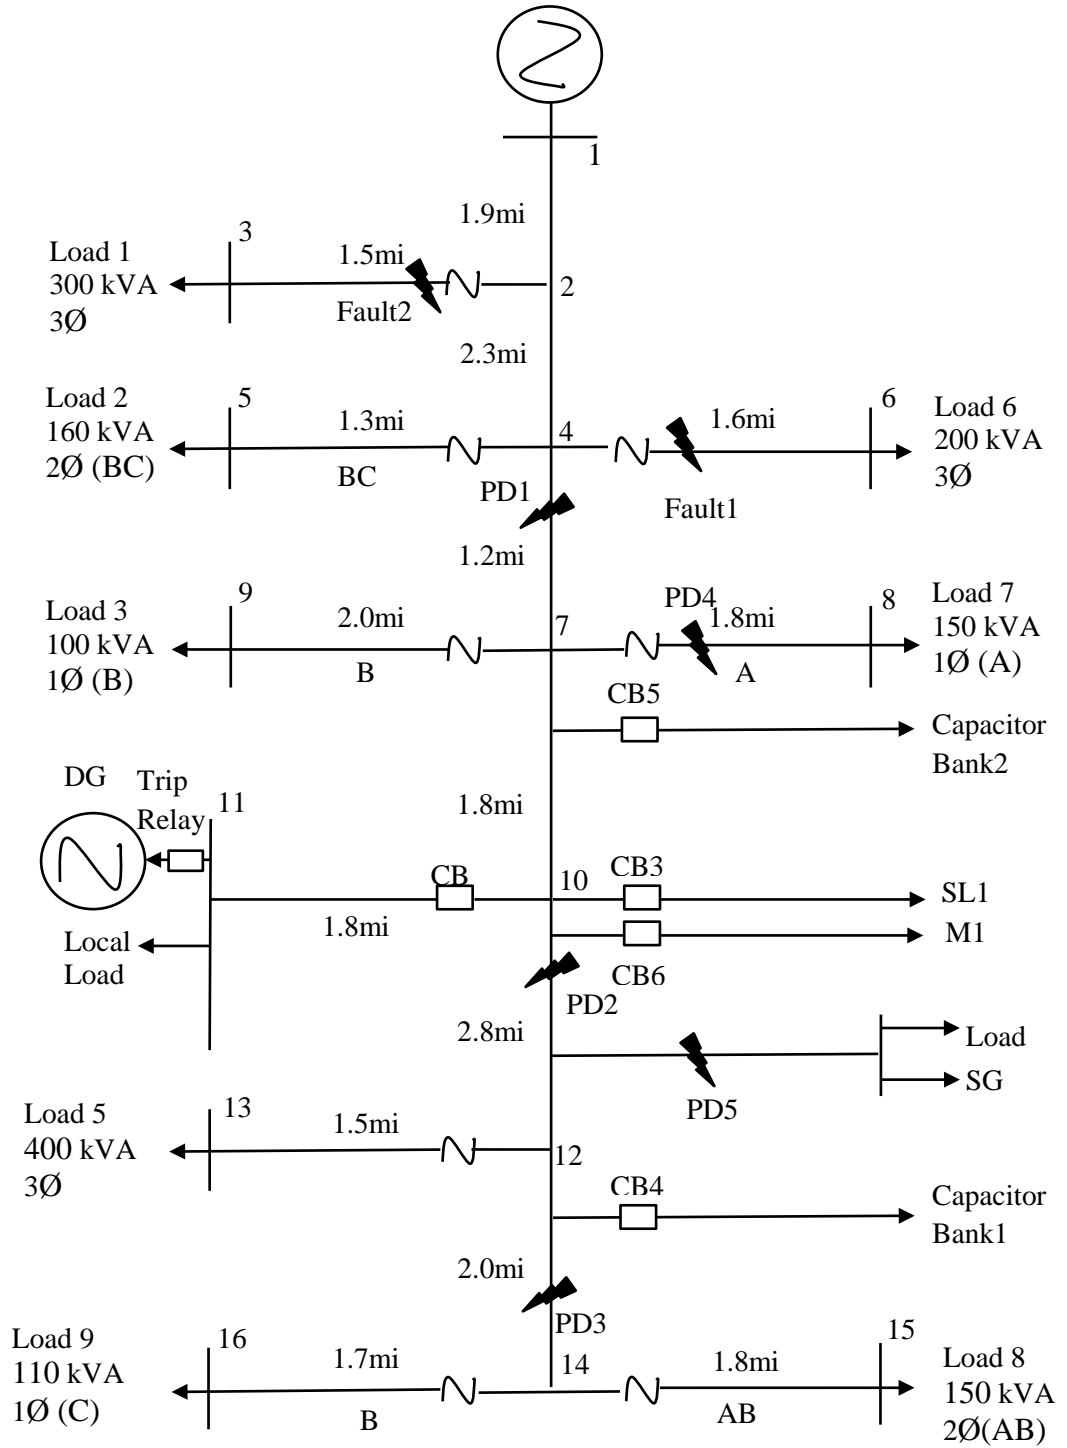 1
1.9mi
3
Load 1
300 kVA
3Ø
1.5mi
Fault2
2
2.3mi
Load 2
160 kVA
2Ø (BC)
5
1.3mi
BC
4
PD1
1.6mi
Fault1
6
Load 6
200 kVA
3Ø
1.2mi
Load 3
100 kVA
1Ø (B)
9
2.0mi
B
7
PD4
1.8mi
A
8
Load 7
150 kVA
1Ø (A)
CB5
Capacitor
Bank2
DG
Trip
Relay
11
1.8mi
CB
1.8mi
Local
Load
10
CB3
SL1
M1
CB6
PD2
2.8mi
Load
SG
PD5
Load 5
400 kVA
3Ø
13
1.5mi
12
CB4
Capacitor
Bank1
2.0mi
PD3
Load 9
110 kVA
1Ø (C)
16
1.7mi
B
14
1.8mi
AB
15
Load 8
150 kVA
2Ø(AB)